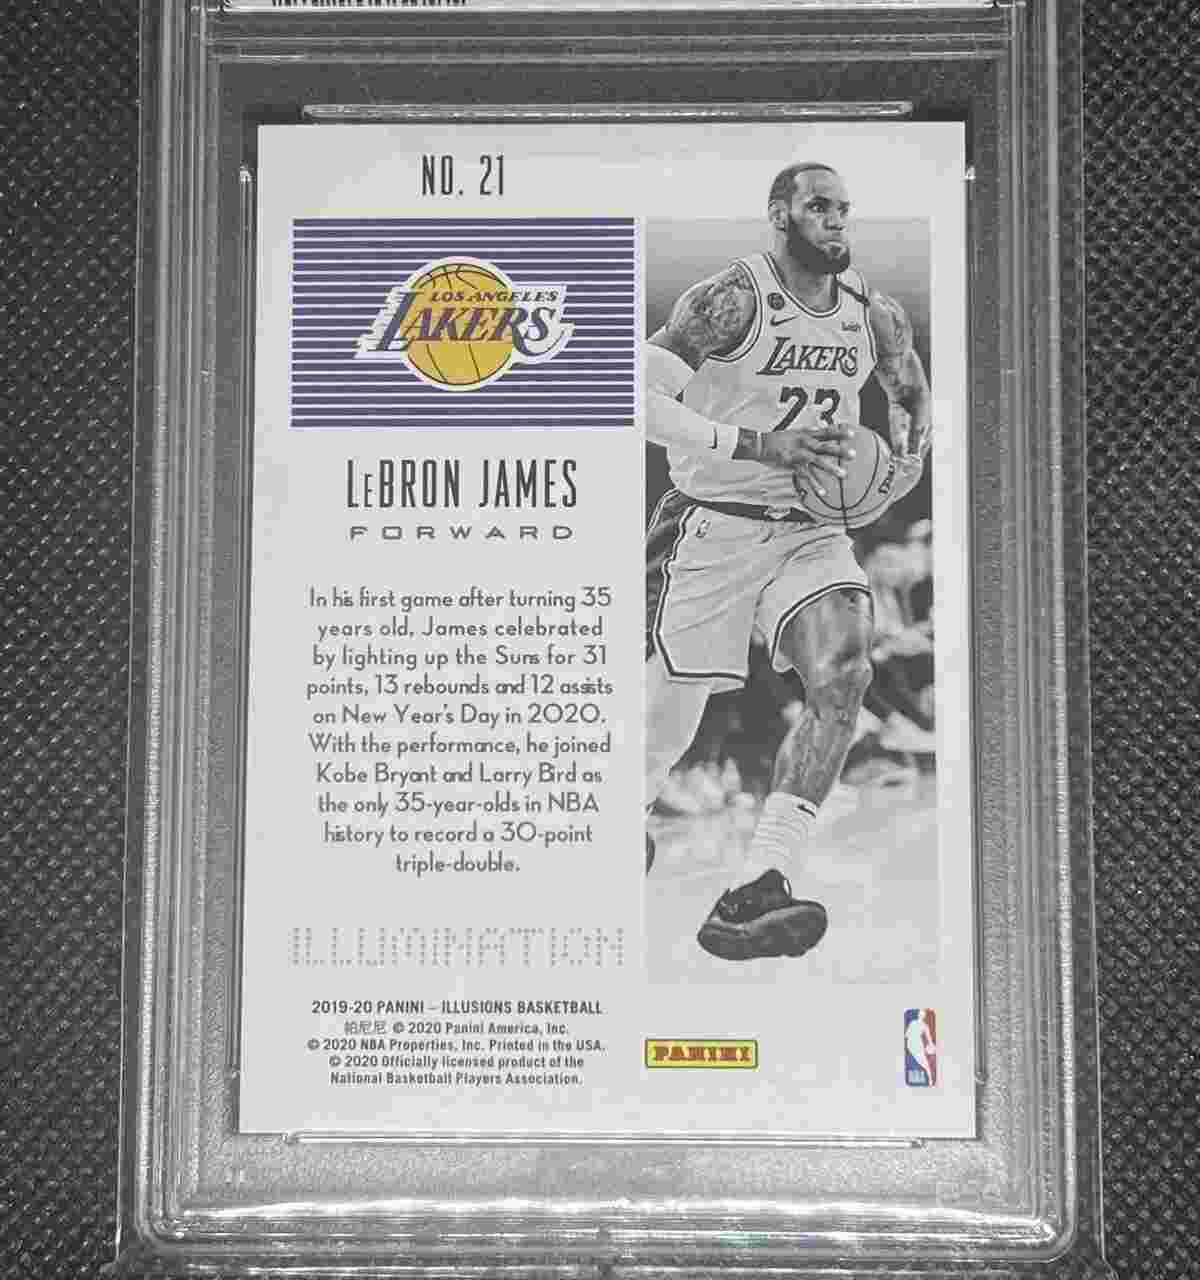 NO. 21
LOS ANGELES
LAKERS
LeBRON JAMES
FORWARD
In his first game after turning 35
years old, James celebrated
by lighting up the Suns for 31
points, 13 rebounds and 12 assists
on New Year's Day in 2020.
With the performance, he joined
Kobe Bryant and Larry Bird as
the only 35-year-olds in NBA
history to record a 30-point
triple-double.
ILLUMINATION
2019-20 PANINI – ILLUSIONS BASKETBALL
帕尼尼 © 2020 Panini America, Inc.
© 2020 NBA Properties, Inc. Printed in the USA.
© 2020 Officially licensed product of the
National Basketball Players Association.
wish
LAKERS
23
PANINI
NBA